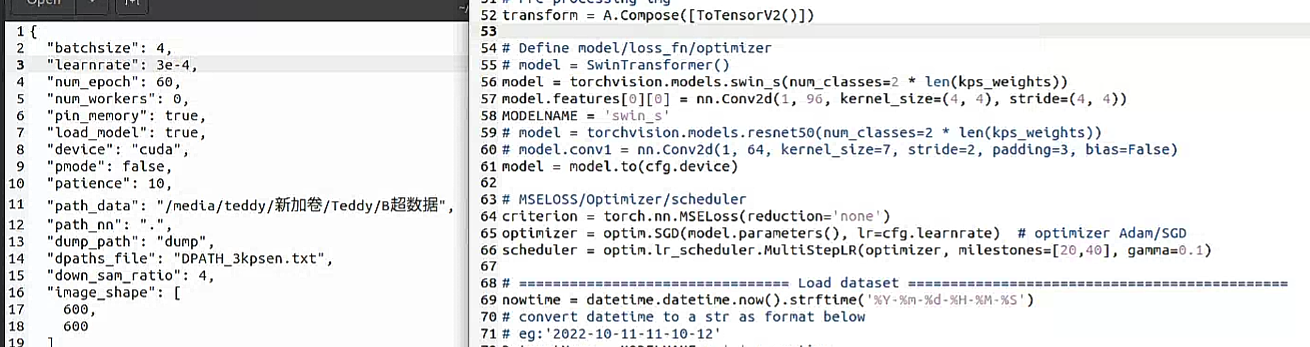 Open
1 {
2 "batchsize": 4,
3 "learnrate": 3e-4,
4 "num_epoch": 60,
5 "num_workers": 0,
6 "pin_memory": true,
7 "load_model": true,
8 "device": "cuda",
9 "pmode": false,
10 "patience": 10,
11 "path_data": "/media/teddy/新加卷/Teddy/B超数据",
12 "path_nn": ".",
13 "dump_path": "dump",
14 "dpaths_file": "DPATH_3kpsen.txt",
15 "down_sam_ratio": 4,
16 "image_shape": [
17 600,
18 600
19 ]
52 transform = A.Compose([ToTensorV2()])
53
54 # Define model/loss_fn/optimizer
55 # model = SwinTransformer()
56 model = torchvision.models.swin_s(num_classes=2 * len(kps_weights))
57 model.features[0][0] = nn.Conv2d(1, 96, kernel_size=(4, 4), stride=(4, 4))
58 MODELNAME = 'swin_s'
59 # model = torchvision.models.resnet50(num_classes=2 * len(kps_weights))
60 # model.conv1 = nn.Conv2d(1, 64, kernel_size=7, stride=2, padding=3, bias=False)
61 model = model.to(cfg.device)
62
63 # MSELOSS/Optimizer/scheduler
64 criterion = torch.nn.MSELoss(reduction='none')
65 optimizer = optim.SGD(model.parameters(), lr=cfg.learnrate)  # optimizer Adam/SGD
66 scheduler = optim.lr_scheduler.MultiStepLR(optimizer, milestones=[20,40], gamma=0.1)
67
68 # ============================== Load dataset ==========================================
69 nowtime = datetime.datetime.now().strftime('%Y-%m-%d-%H-%M-%S')
70 # convert datetime to a str as format below
71 # eg:'2022-10-11-11-10-12'